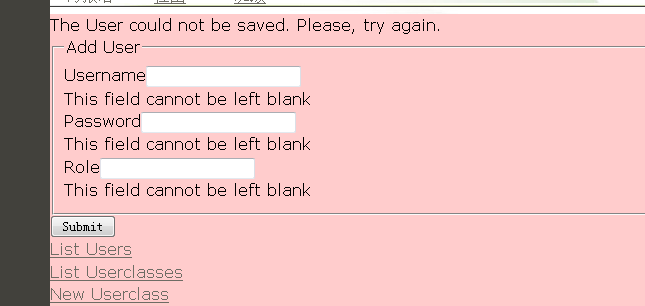 The User could not be saved. Please, try again.
Add User
Username
This field cannot be left blank
Password
This field cannot be left blank
Role
This field cannot be left blank
Submit
List Users
List Userclasses
New Userclass